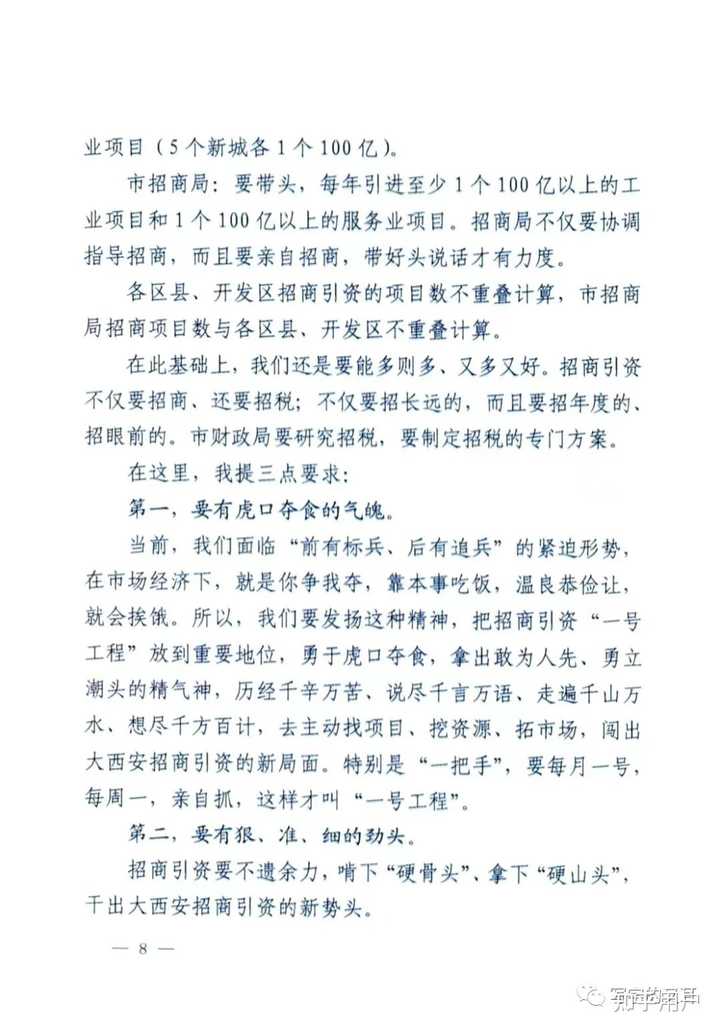 业项目（5个新城各1个100亿）。
市招商局：要带头，每年引进至少1个100亿以上的工
业项目和1个100亿以上的服务业项目。招商局不仅要协调
指导招商，而且要亲自招商，带好头说话才有力度。
各区县、开发区招商引资的项目数不重叠计算，市招商
局招商项目数与各区县、开发区不重叠计算。
在此基础上，我们还是要能多则多、又多又好。招商引资
不仅要招商、还要招税；不仅要招长远的，而且要招年度的、
招眼前的。市财政局要研究招税，要制定招税的专门方案。
在这里，我提三点要求：
第一，要有虎口夺食的气魄。
当前，我们面临“前有标兵、后有追兵”的紧迫形势，
在市场经济下，就是你争我夺，靠本事吃饭，温良恭俭让，
就会挨饿。所以，我们要发扬这种精神，把招商引资“一号
工程”放到重要地位，勇于虎口夺食，拿出敢为人先、勇立
潮头的精气神，历经千辛万苦、说尽千言万语、走遍千山万
水、想尽千方百计，去主动找项目、挖资源、拓市场，闯出
大西安招商引资的新局面。特别是“一把手”，要每月一号，
每周一，亲自抓，这样才叫“一号工程”。
第二，要有狠、准、细的劲头。
招商引资要不遗余力，啃下“硬骨头”、拿下“硬山头”，
干出大西安招商引资的新势头。
— 8 —
知乎用户